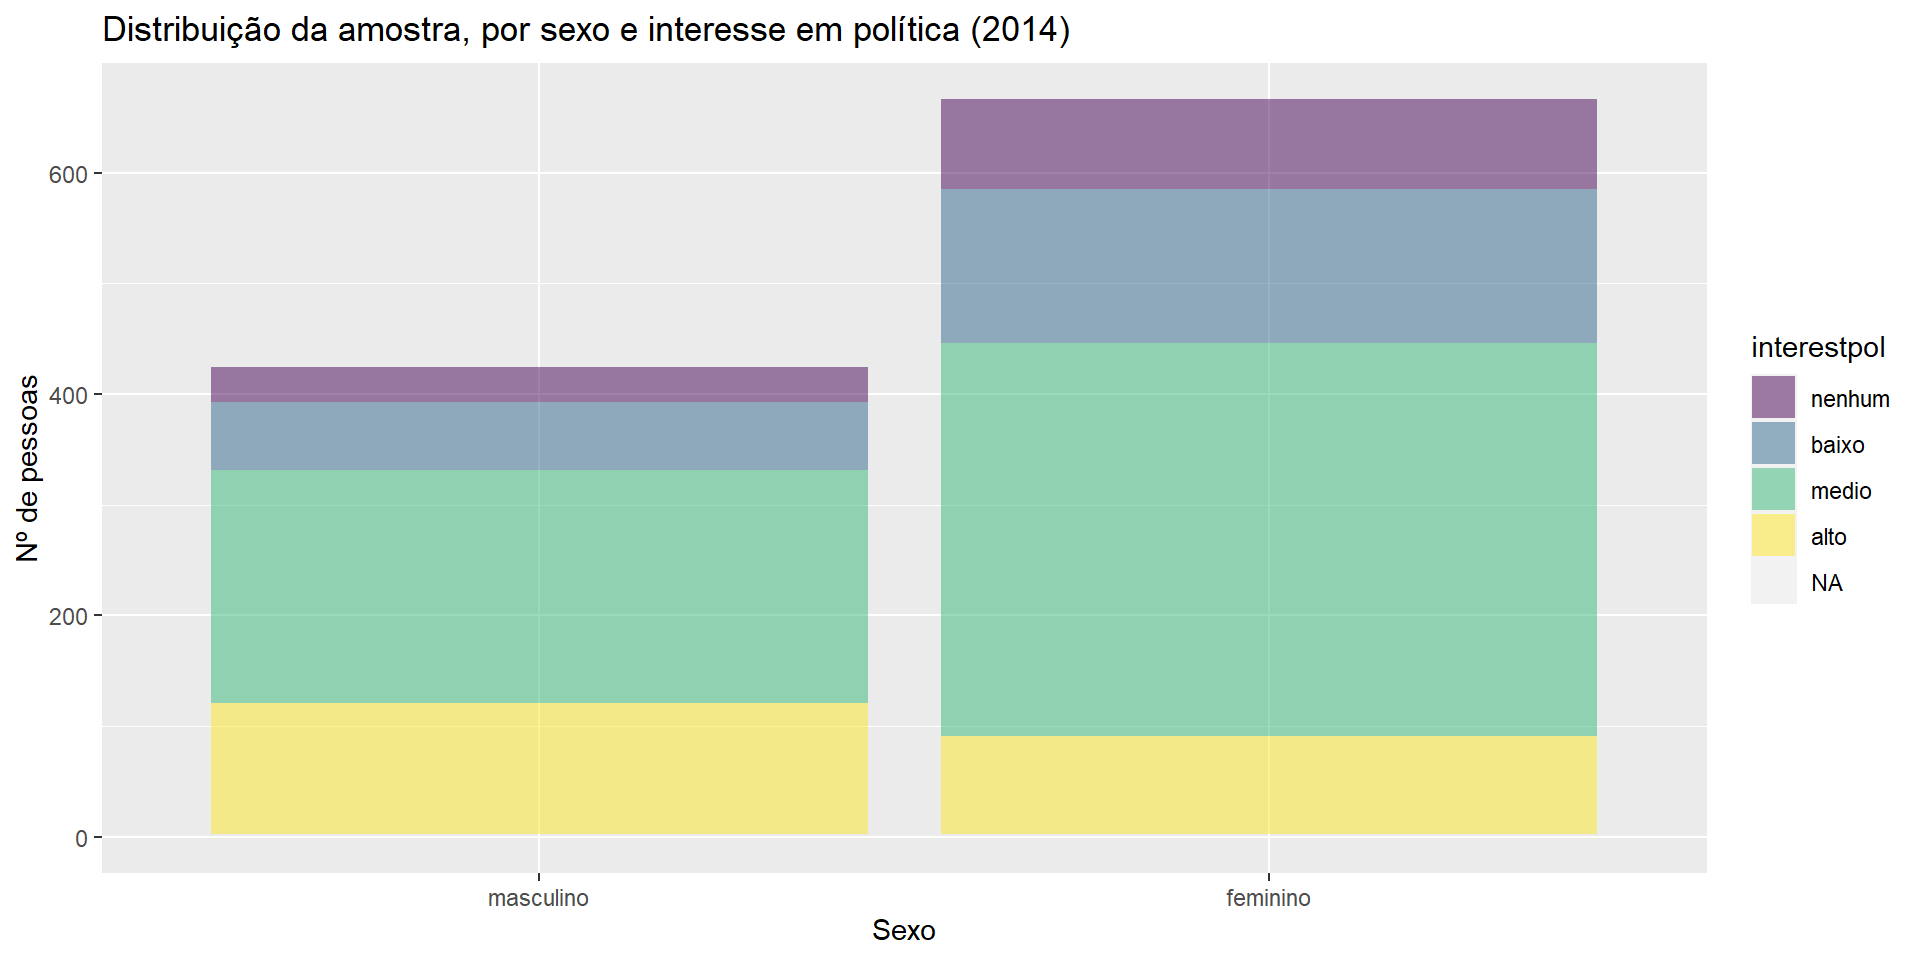 Distribuição da amostra, por sexo e interesse em política (2014)
Nº de pessoas
600
400
200
0
masculino
feminino
Sexo
interestpol
nenhum
baixo
medio
alto
NA